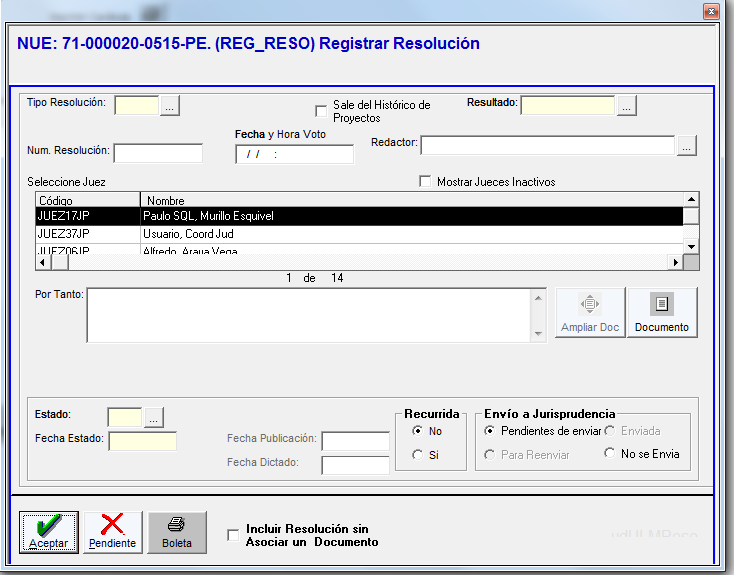 NUE: 71-000020-0515-PE. (REG_RESO) Registrar Resolución
Tipo Resolución: ...
Sale del Histórico de
Proyectos
Resultado: ...
Num. Resolución:
Fecha y Hora Voto
/ / :
Redactor: ...
Seleccione Juez
Mostrar Jueces Inactivos
Código Nombre
JUEZ17JP Paulo SQL, Murillo Esquivel
JUEZ37JP Usuario, Coord Jud
JUEZ06JP Alfredo, Araya Vega
1 de 14
Por Tanto:
Ampliar Doc
Documento
Estado: ...
Fecha Estado:
Fecha Publicación:
Fecha Dictado:
Recurrida
No
Si
Envío a Jurisprudencia
Pendientes de enviar
Enviada
Para Reenviar
No se Envia
Aceptar
Pendiente
Boleta
Incluir Resolución sin
Asociar un Documento